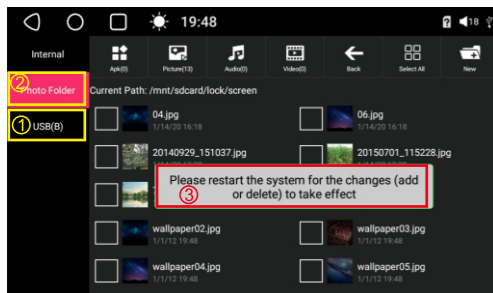 19:48
18
Internal
Apk(0)
Picture(13)
Audio(0)
Video(0)
Back
Select All
New
② Photo Folder
Current Path: /mnt/sdcard/lock/screen
① USB(B)
04.jpg
1/14/20 16:18
06.jpg
1/14/20 16:18
20140929_151037.jpg
20150701_115228.jpg
Please restart the system for the changes (add
or delete) to take effect
③
wallpaper02.jpg
1/1/12 19:48
wallpaper03.jpg
1/1/12 19:48
wallpaper04.jpg
1/1/12 19:48
wallpaper05.jpg
1/1/12 19:48